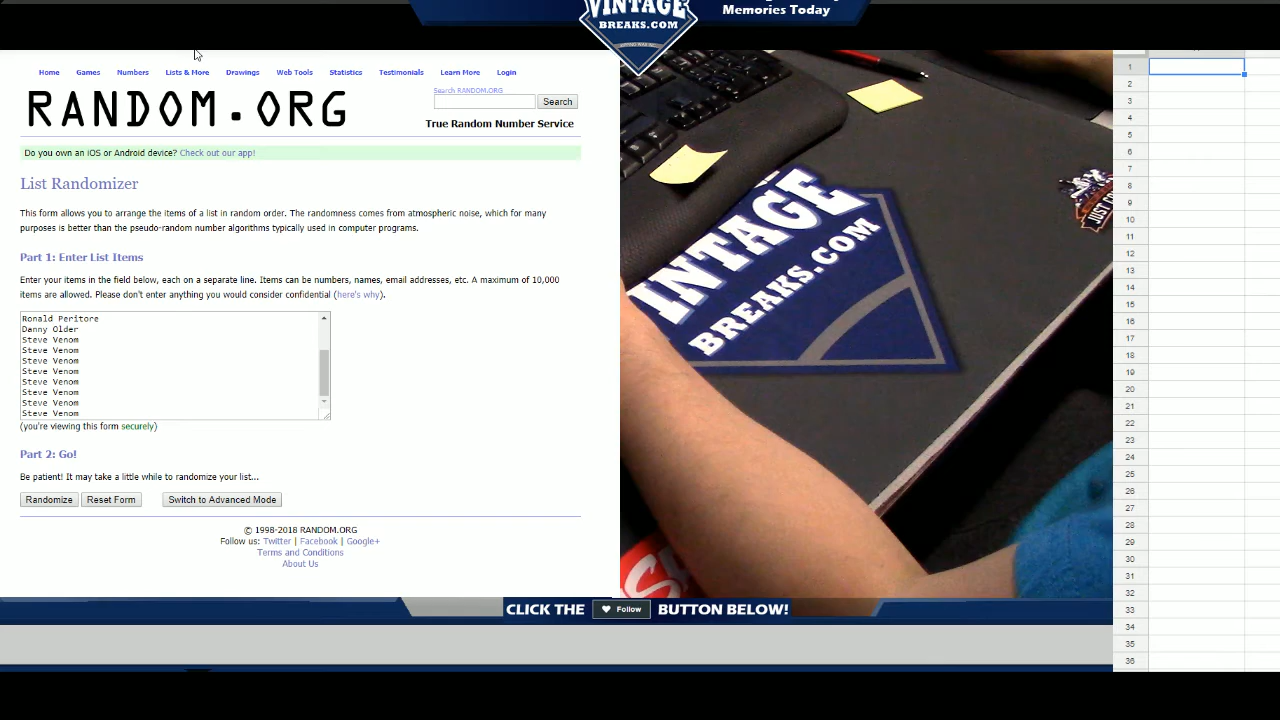 Memories Today
VINTAGE
BREAKS.COM
Home Games Numbers Lists & More Drawings Web Tools Statistics Testimonials Learn More Login
RANDOM.ORG
Search RANDOM.ORG
Search
True Random Number Service
Do you own an iOS or Android device? Check out our app!
List Randomizer
This form allows you to arrange the items of a list in random order. The randomness comes from atmospheric noise, which for many
purposes is better than the pseudo-random number algorithms typically used in computer programs.
Part 1: Enter List Items
Enter your items in the field below, each on a separate line. Items can be numbers, names, email addresses, etc. A maximum of 10,000
items are allowed. Please don't enter anything you would consider confidential (here's why).
Ronald Peritore
Danny Older
Steve Venom
Steve Venom
Steve Venom
Steve Venom
Steve Venom
Steve Venom
Steve Venom
Steve Venom
(you're viewing this form securely)
Part 2: Go!
Be patient! It may take a little while to randomize your list...
Randomize Reset Form Switch to Advanced Mode
© 1998-2018 RANDOM.ORG
Follow us: Twitter | Facebook | Google+
Terms and Conditions
About Us
INTAGE
BREAKS.COM
JUST
CLICK THE Follow BUTTON BELOW!
1
2
3
4
5
6
7
8
9
10
11
12
13
14
15
16
17
18
19
20
21
22
23
24
25
26
27
28
29
30
31
32
33
34
35
36